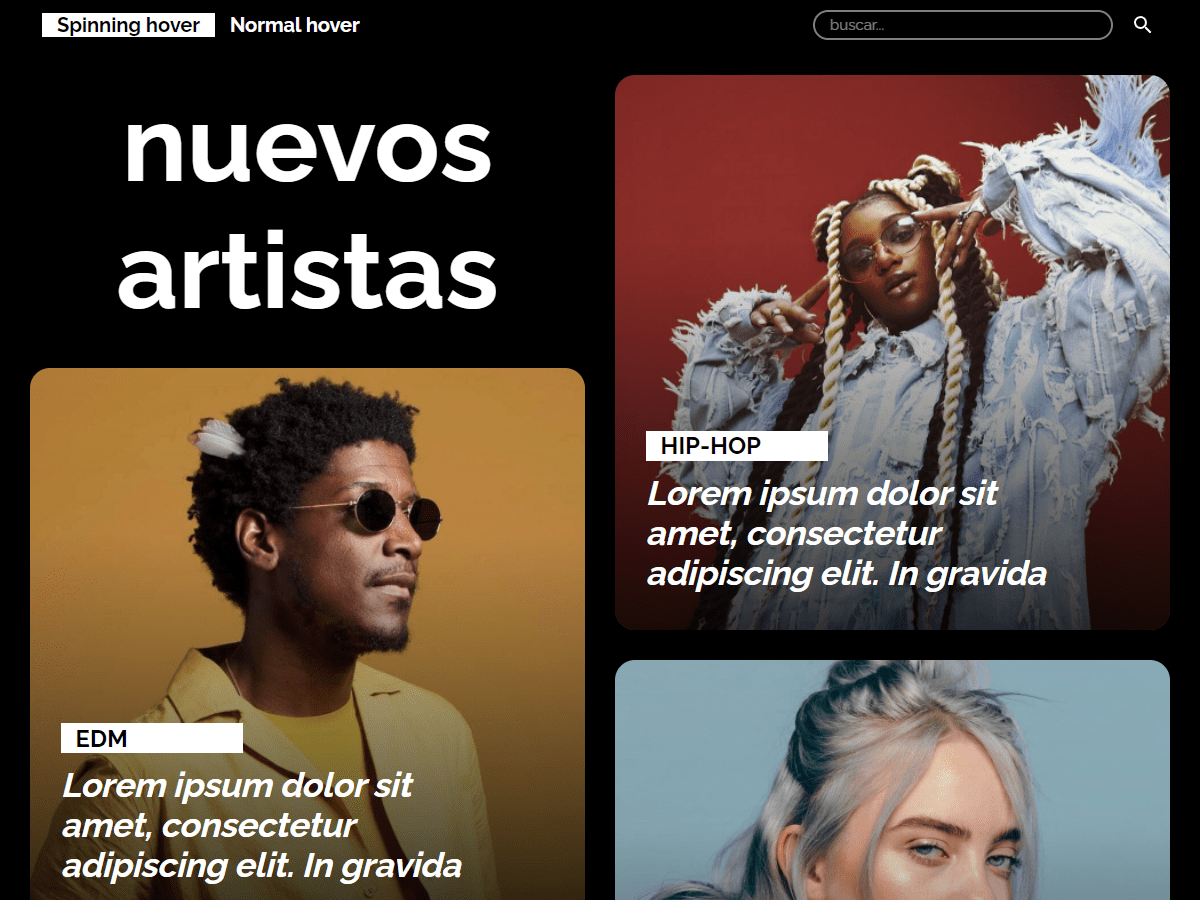 Spinning hover
Normal hover
buscar...
nuevos
artistas
HIP-HOP
Lorem ipsum dolor sit
amet, consectetur
adipiscing elit. In gravida
EDM
Lorem ipsum dolor sit
amet, consectetur
adipiscing elit. In gravida